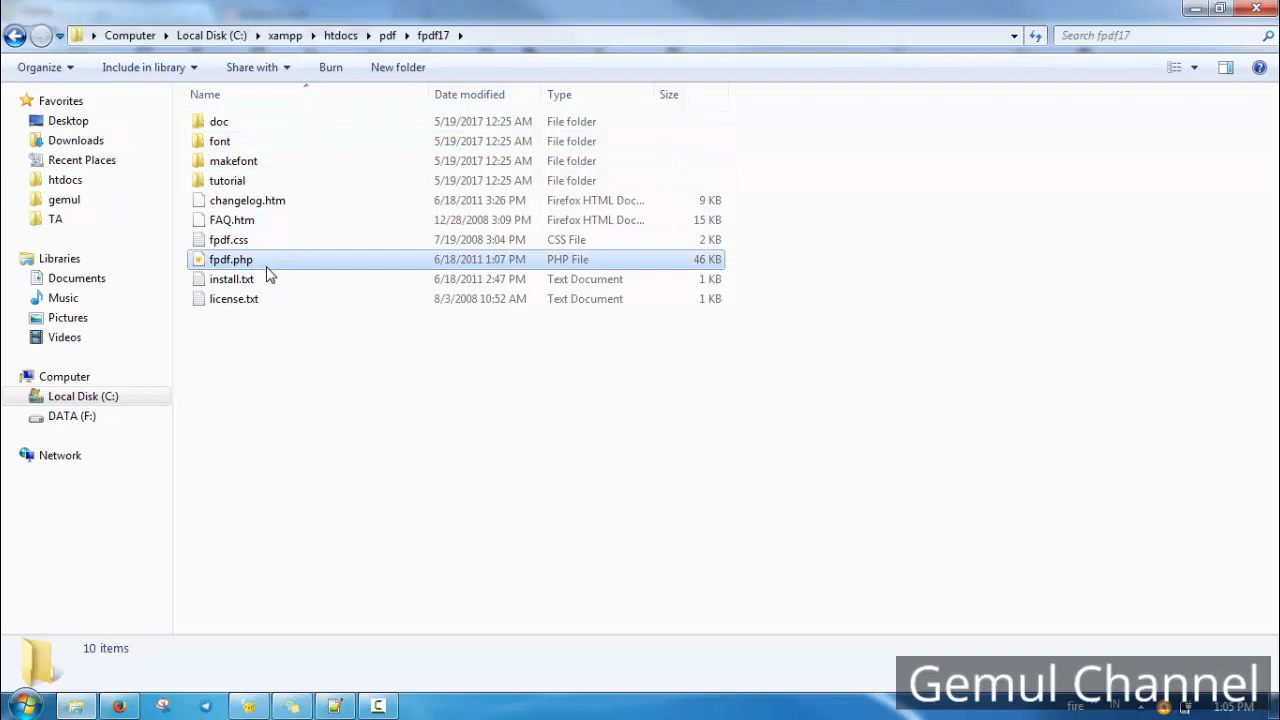 Computer Local Disk (C:) xampp htdocs pdf fpdf17 Search fpdf17
Organize Include in library Share with Burn New folder
Name Date modified Type Size
Favorites
Desktop
Downloads
Recent Places
htdocs
gemul
TA
Libraries
Documents
Music
Pictures
Videos
Computer
Local Disk (C:)
DATA (F:)
Network
doc 5/19/2017 12:25 AM File folder
font 5/19/2017 12:25 AM File folder
makefont 5/19/2017 12:25 AM File folder
tutorial 5/19/2017 12:25 AM File folder
changelog.htm 6/18/2011 3:26 PM Firefox HTML Doc... 9 KB
FAQ.htm 12/28/2008 3:09 PM Firefox HTML Doc... 15 KB
fpdf.css 7/19/2008 3:04 PM CSS File 2 KB
fpdf.php 6/18/2011 1:07 PM PHP File 46 KB
install.txt 6/18/2011 2:47 PM Text Document 1 KB
license.txt 8/3/2008 10:52 AM Text Document 1 KB
10 items
Gemul Channel
fire IN 1:05 PM